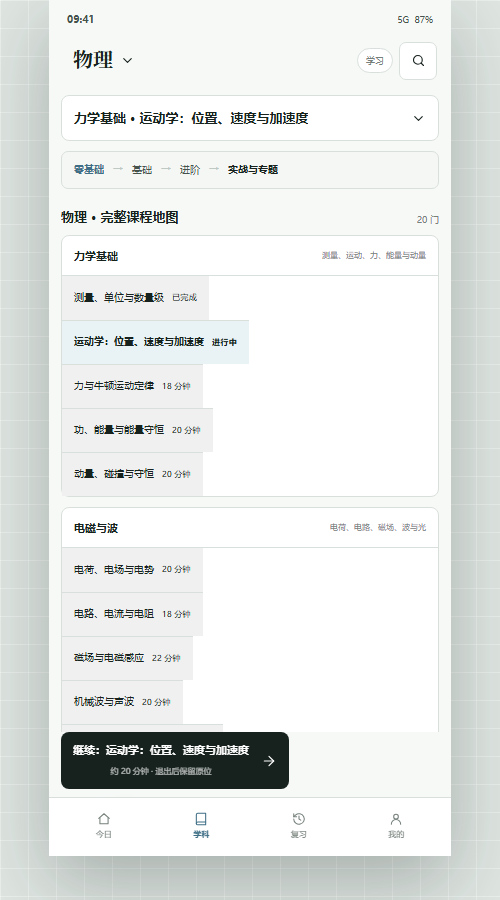 09:41 5G 87%
物理 学习
力学基础 • 运动学：位置、速度与加速度
零基础 → 基础 → 进阶 → 实战与专题
物理 • 完整课程地图 20 门
力学基础 测量、运动、力、能量与动量
测量、单位与数量级 已完成
运动学：位置、速度与加速度 进行中
力与牛顿运动定律 18 分钟
功、能量与能量守恒 20 分钟
动量、碰撞与守恒 20 分钟
电磁与波 电荷、电路、磁场、波与光
电荷、电场与电势 20 分钟
电路、电流与电阻 18 分钟
磁场与电磁感应 22 分钟
机械波与声波 20 分钟
继续：运动学：位置、速度与加速度
约 20 分钟 · 退出后保留原位
今日 学科 复习 我的